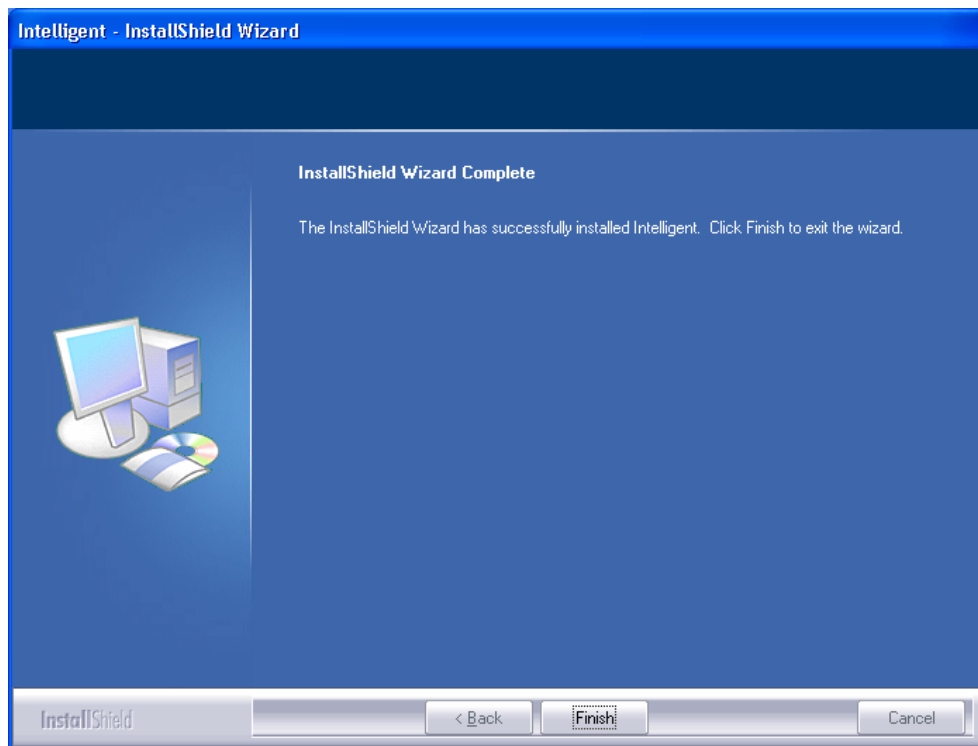 Intelligent - InstallShield Wizard
InstallShield Wizard Complete
The InstallShield Wizard has successfully installed Intelligent.  Click Finish to exit the wizard.
InstallShield
< Back
Finish
Cancel